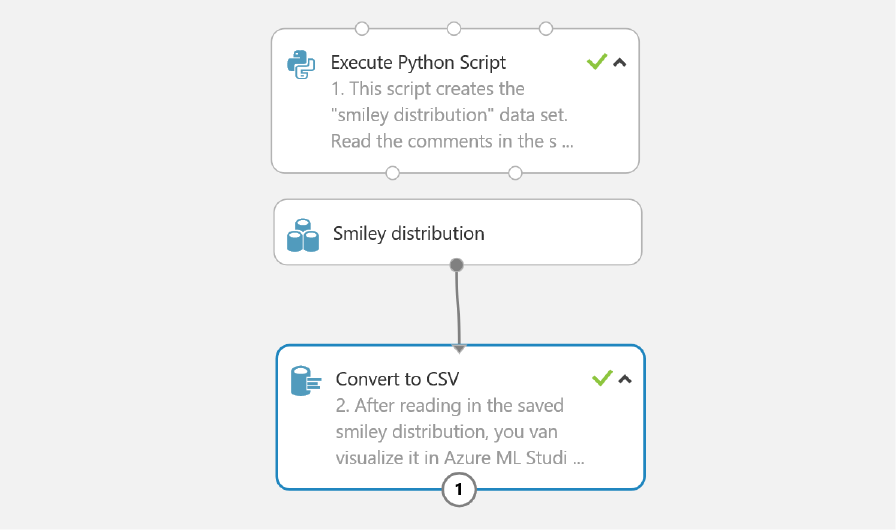 Execute Python Script
1. This script creates the
"smiley distribution" data set.
Read the comments in the s ...
Smiley distribution
Convert to CSV
2. After reading in the saved
smiley distribution, you van
visualize it in Azure ML Studi ...
1